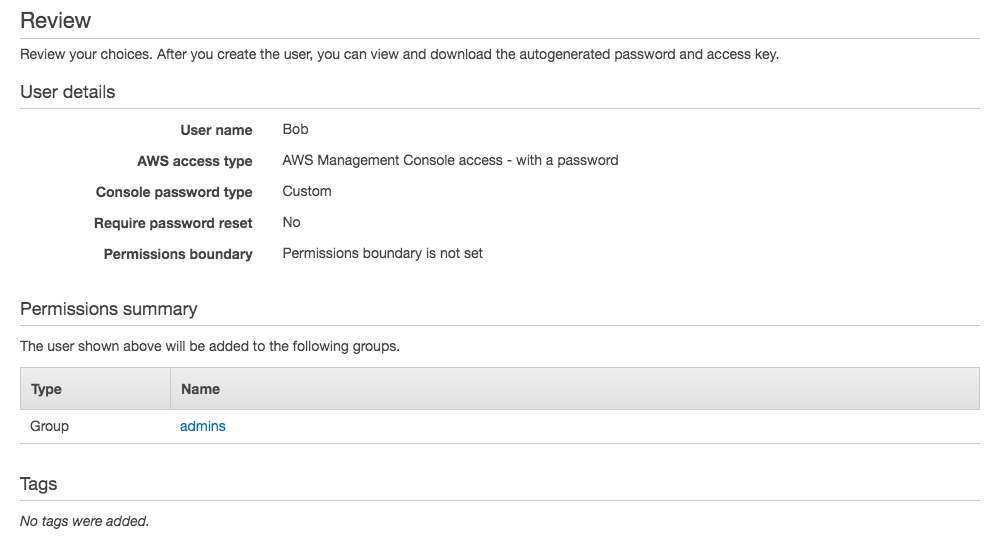 Review
Review your choices. After you create the user, you can view and download the autogenerated password and access key.
User details
User name Bob
AWS access type AWS Management Console access - with a password
Console password type Custom
Require password reset No
Permissions boundary Permissions boundary is not set
Permissions summary
The user shown above will be added to the following groups.
Type Name
Group admins
Tags
No tags were added.